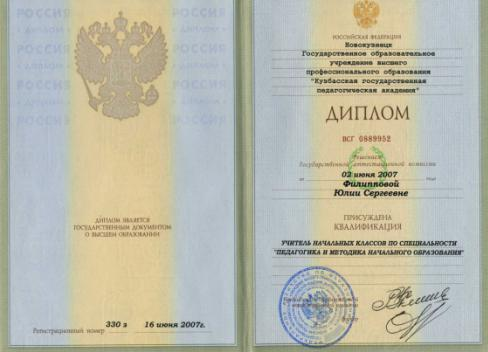 РОССИЯ РОССИЯ
ДИПЛОМ ЯВЛЯЕТСЯ
ГОСУДАРСТВЕННЫМ ДОКУМЕНТОМ
О ВЫСШЕМ ОБРАЗОВАНИИ
Регистрационный номер 330 з 16 июня 2007г.
РОССИЙСКАЯ ФЕДЕРАЦИЯ
Новокузнецк
Государственное образовательное
учреждение высшего
профессионального образования
"Кузбасская государственная
педагогическая академия"
ДИПЛОМ
ВСГ 0889952
Решением
Государственной аттестационной комиссии
от 02 июня 2007
Филипповой
Юлии Сергеевне
ПРИСУЖДЕНА
КВАЛИФИКАЦИЯ
УЧИТЕЛЬ НАЧАЛЬНЫХ КЛАССОВ ПО СПЕЦИАЛЬНОСТИ
"ПЕДАГОГИКА И МЕТОДИКА НАЧАЛЬНОГО ОБРАЗОВАНИЯ"